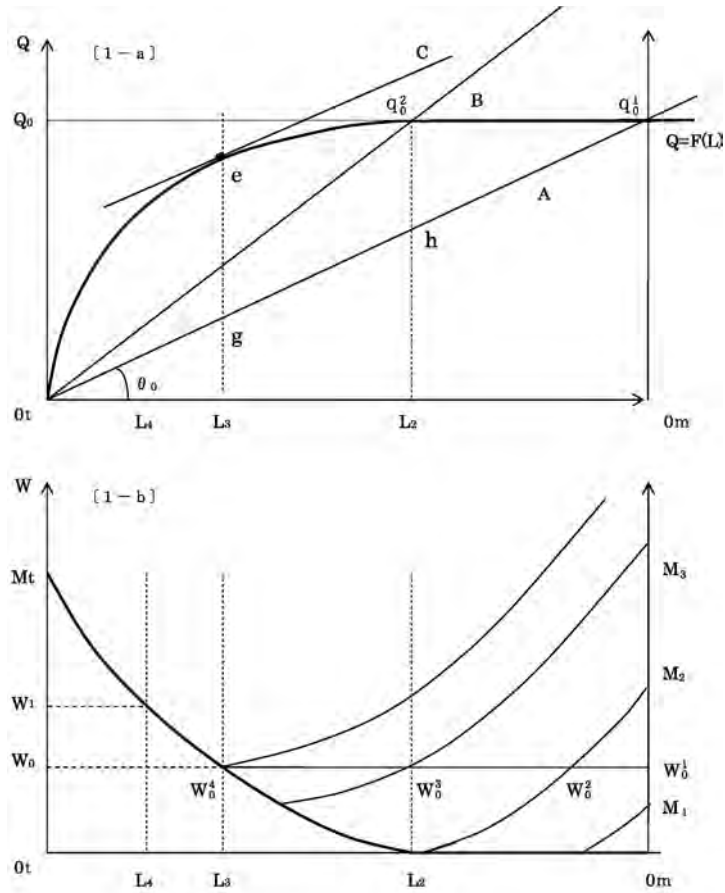 Q
[1-a]
C
Q₀
q₀²
B
q₀¹
Q=F(L)
e
A
h
g
θ₀
0t
L₄
L₃
L₂
0m
W
[1-b]
Mt
M₃
M₂
W₁
W₀
W₀⁴
W₀³
W₀²
W₀¹
M₁
0t
L₄
L₃
L₂
0m